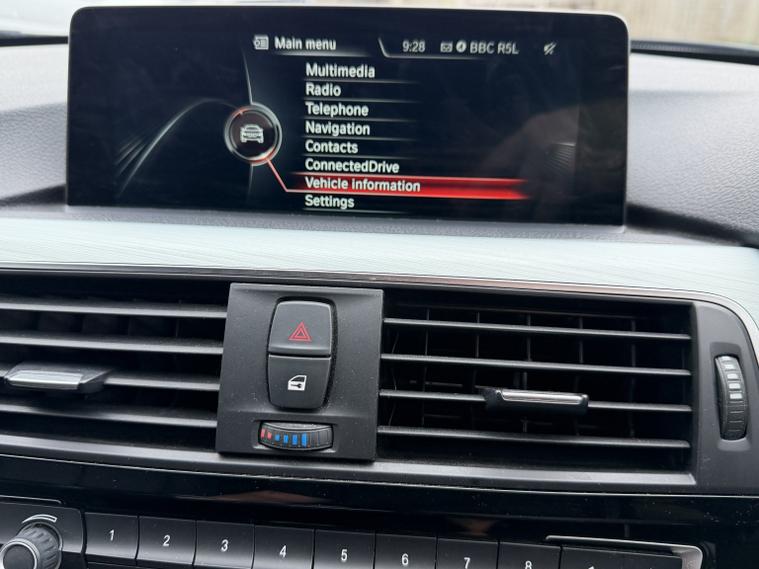 Main menu 9:28 BBC R5L
Multimedia
Radio
Telephone
Navigation
Contacts
ConnectedDrive
Vehicle information
Settings
1 2 3 4 5 6 7 8